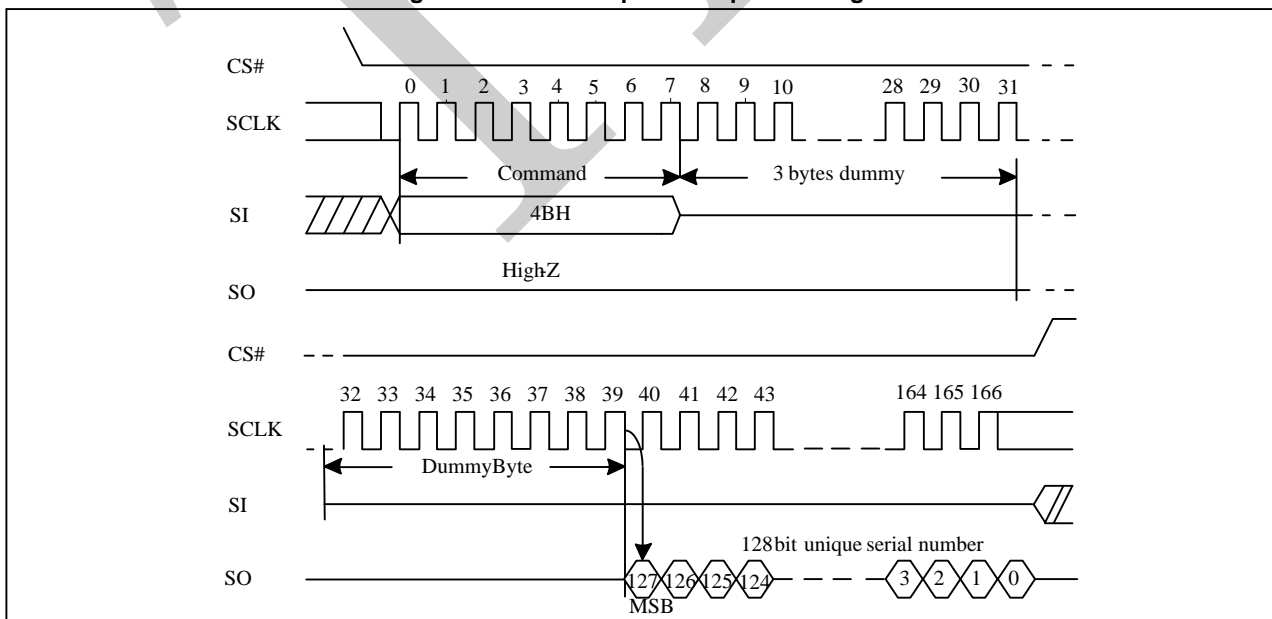 CS#
0 1 2 3 4 5 6 7 8 9 10 28 29 30 31
SCLK
Command 3 bytes dummy
SI 4BH
High-Z
SO
CS#
32 33 34 35 36 37 38 39 40 41 42 43 164 165 166
SCLK
DummyByte
SI
128bit unique serial number
SO 127 126 125 124 3 2 1 0
MSB